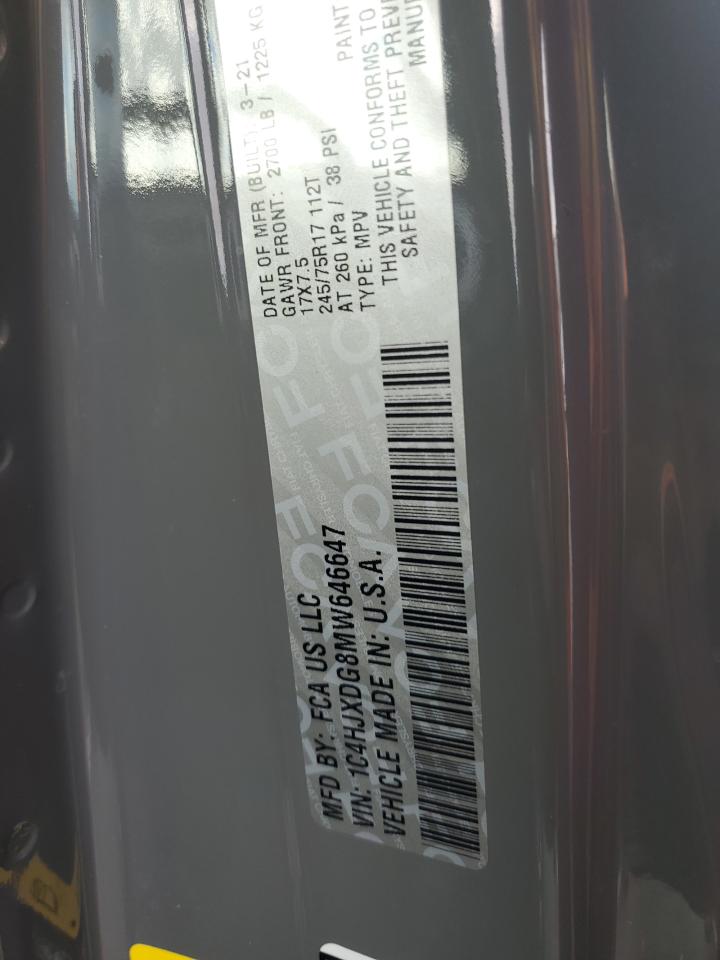 MFD BY: FCA US LLC
DATE OF MFR (BUILT): 3-21
GAWR FRONT: 2700 LB / 1225 KG
VIN: 1C4HJXDG8MW646647
17X7.5
245/75R17 112T
VEHICLE MADE IN: U.S.A.
AT 260 kPa / 38 PSI
TYPE: MPV PAINT
THIS VEHICLE CONFORMS TO
SAFETY AND THEFT PREVE
MANU